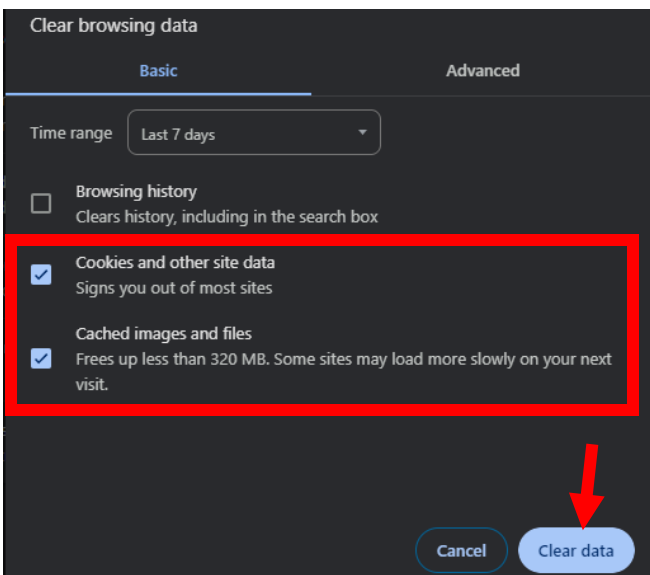 Clear browsing data
Basic
Advanced
Time range
Last 7 days
Browsing history
Clears history, including in the search box
Cookies and other site data
Signs you out of most sites
Cached images and files
Frees up less than 320 MB. Some sites may load more slowly on your next
visit.
Cancel
Clear data